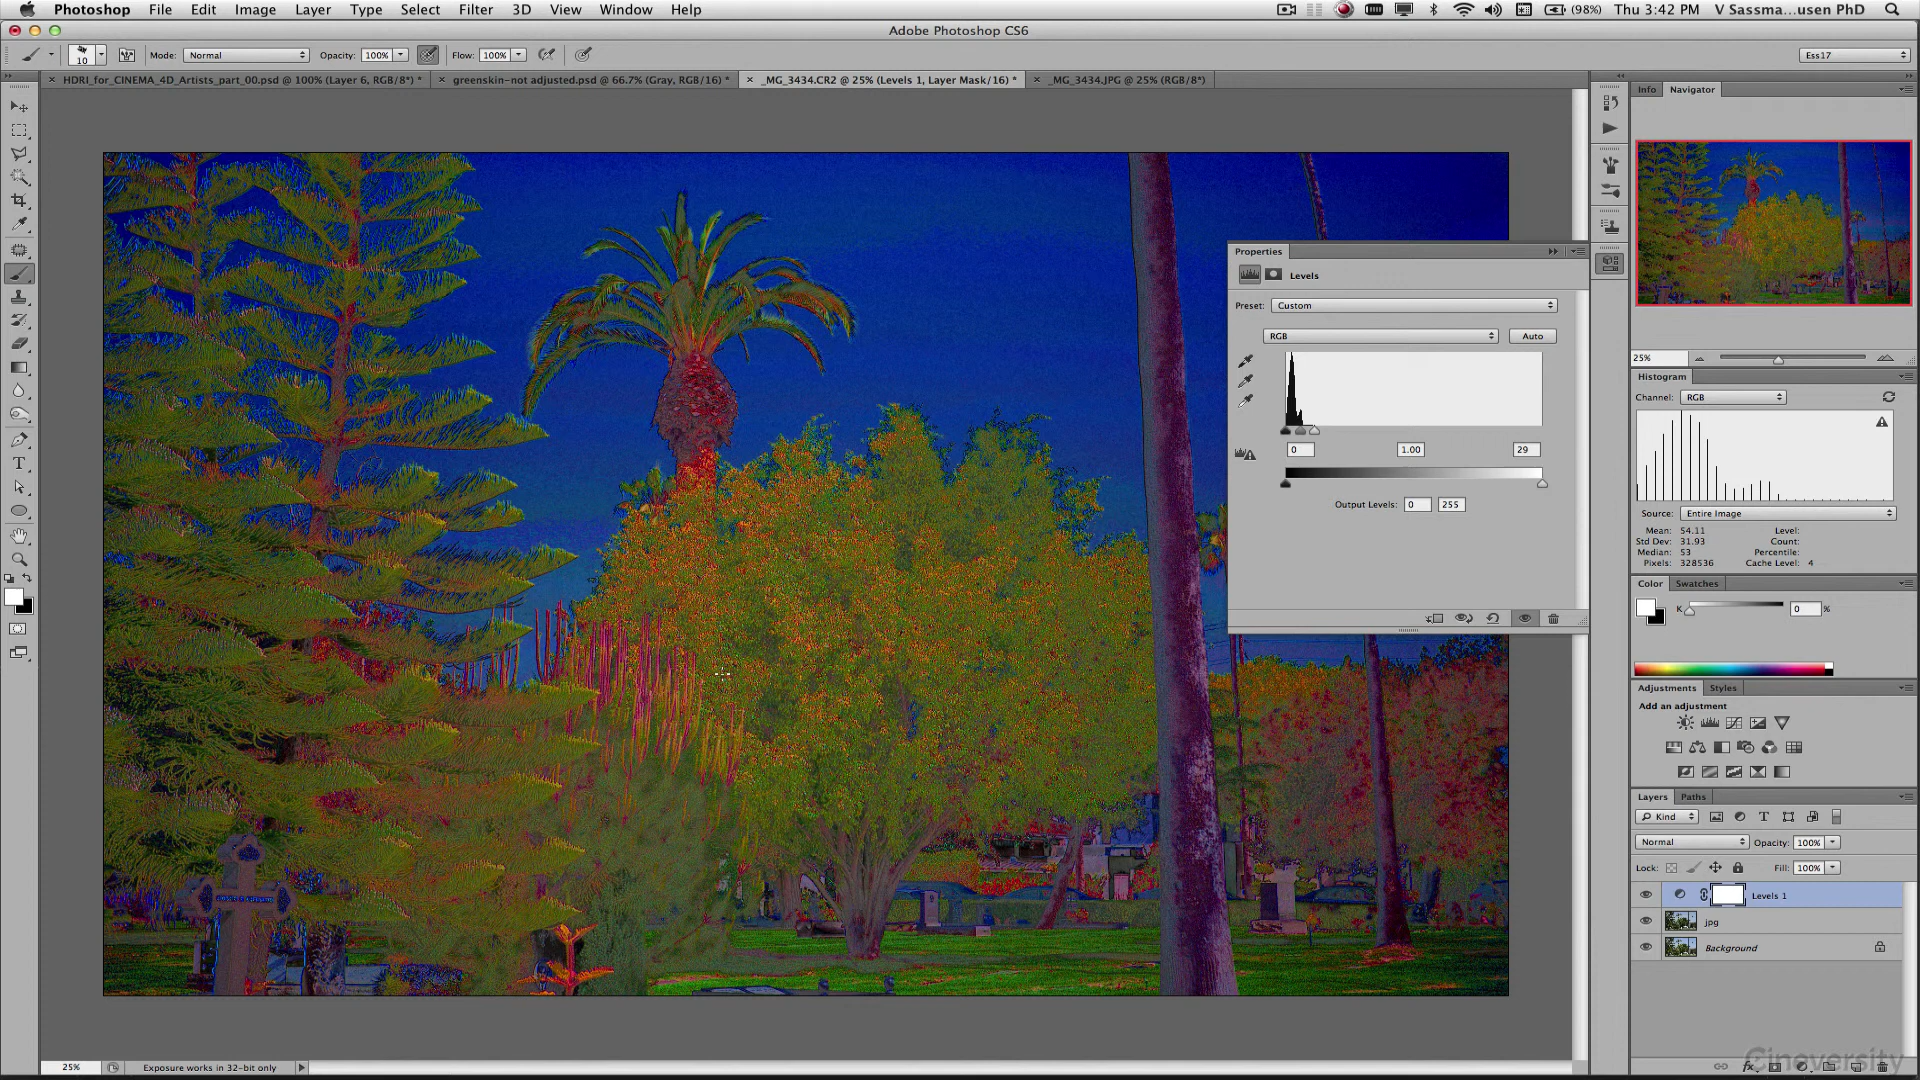 Photoshop File Edit Image Layer Type Select Filter 3D View Window Help (98%) Thu 3:42 PM V Sassma...usen PhD
Adobe Photoshop CS6
10 Mode: Normal Opacity: 100% Flow: 100% Ess17
HDRI_for_CINEMA_4D_Artists_part_00.psd @ 100% (Layer 6, RGB/8*) * greenskin-not adjusted.psd @ 66.7% (Gray, RGB/16) * _MG_3434.CR2 @ 25% (Levels 1, Layer Mask/16) * _MG_3434.JPG @ 25% (RGB/8*)
Info Navigator
Properties
Levels
Preset: Custom
RGB Auto
0 1.00 29
Output Levels: 0 255
25%
Histogram
Channel: RGB
Source: Entire Image
Mean: 54.11 Level:
Std Dev: 31.93 Count:
Median: 53 Percentile:
Pixels: 328536 Cache Level: 4
Color Swatches
K 0 %
Adjustments Styles
Add an adjustment
Layers Paths
Kind
Normal Opacity: 100%
Lock: Fill: 100%
Levels 1
jpg
Background
25% Exposure works in 32-bit only
Cineversity